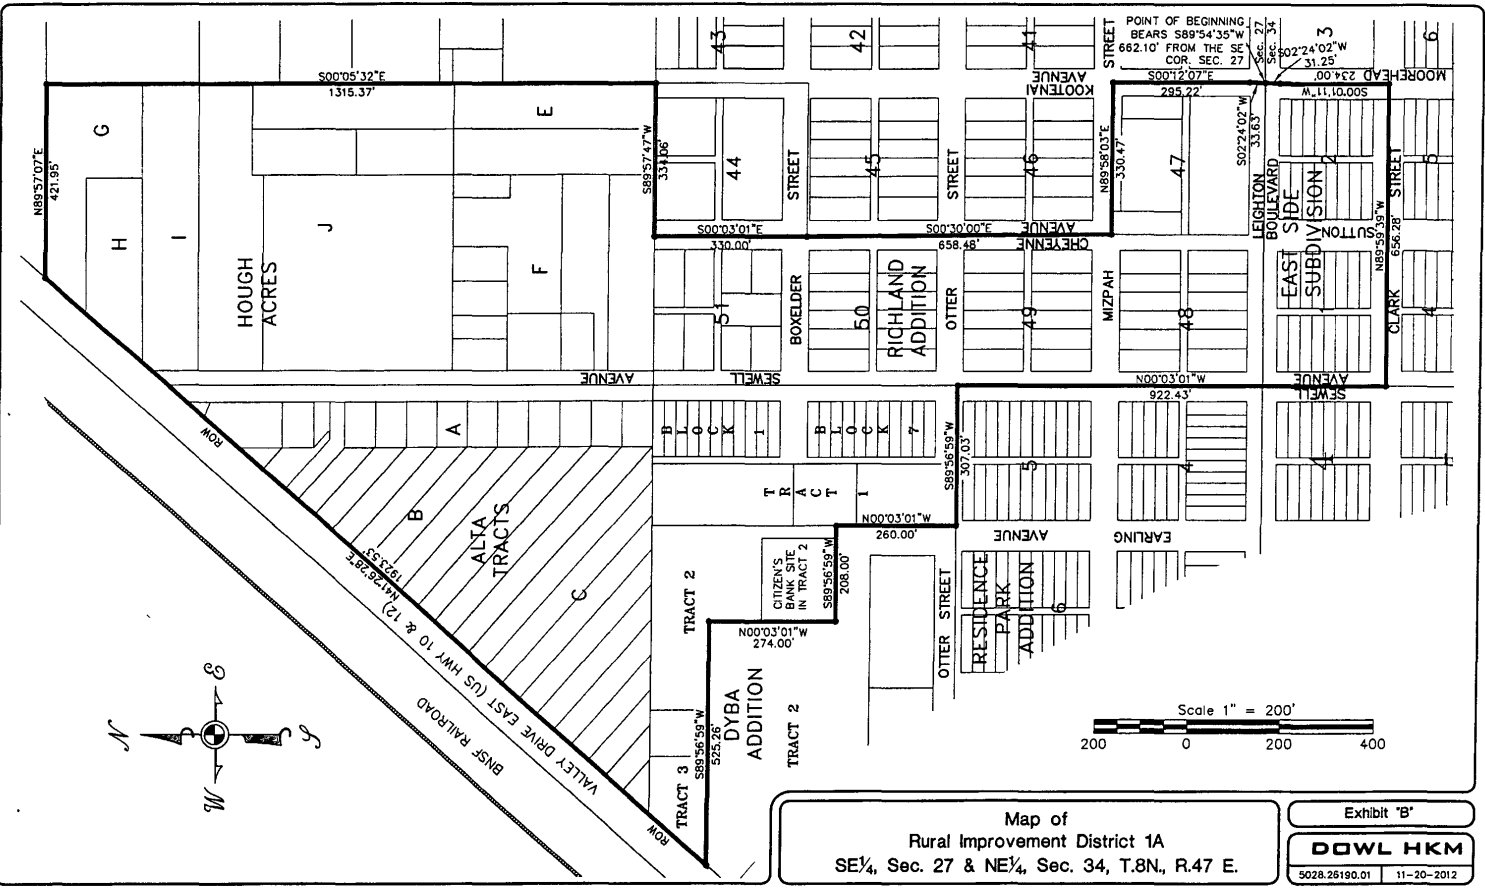 43
42
41
STREET
POINT OF BEGINNING
BEARS S89°54'35"W
662.10' FROM THE SE
COR. SEC. 27
Sec. 27
Sec. 34
3
6
S02°24'02"W
31.25'
MOOREHEAD
234.00'
S00°01'11"W
KOOTENAI
AVENUE
S00°05'32"E
1315.37'
S00°12'07"E
295.22'
S02°24'02"W
33.63'
N89°57'07"E
421.95'
G
H
I
J
E
F
HOUGH
ACRES
S89°57'47"W
334.06'
44
STREET
45
STREET
46
N89°58'03"E
330.47'
47
LEIGHTON
BOULEVARD
2
EAST SIDE
SUBDIVISION
SUTTON
STREET
5
N89°59'39"W
656.28'
S00°03'01"E
330.00'
S00°30'00"E
658.48'
AVENUE
CHEYENNE
51
BOXELDER
50
RICHLAND
ADDITION
OTTER
49
MIZPAH
48
1
CLARK
4
AVENUE
SEWELL
N00°03'01"W
922.43'
AVENUE
SEWELL
ROW
A
BLOCK 1
BLOCK 7
S89°56'59"W
307.03'
5
4
1
1
TRACT 1
N00°03'01"W
260.00'
AVENUE
EARLING
B
ALTA
TRACTS
C
N41°26'28"E
1923.53'
CITIZEN'S
BANK SITE
IN TRACT 2
S89°56'59"W
208.00'
TRACT 2
N00°03'01"W
274.00'
OTTER STREET
RESIDENCE
PARK
ADDITION
6
VALLEY DRIVE EAST (US HWY 10 & 12)
BNSF RAILROAD
S89°56'59"W
525.26'
DYBA
ADDITION
TRACT 2
TRACT 3
ROW
N
E
S
W
Scale 1" = 200'
200 0 200 400
Map of
Rural Improvement District 1A
SE¼, Sec. 27 & NE¼, Sec. 34, T.8N., R.47 E.
Exhibit "B"
DOWL HKM
5028.26190.01 11-20-2012